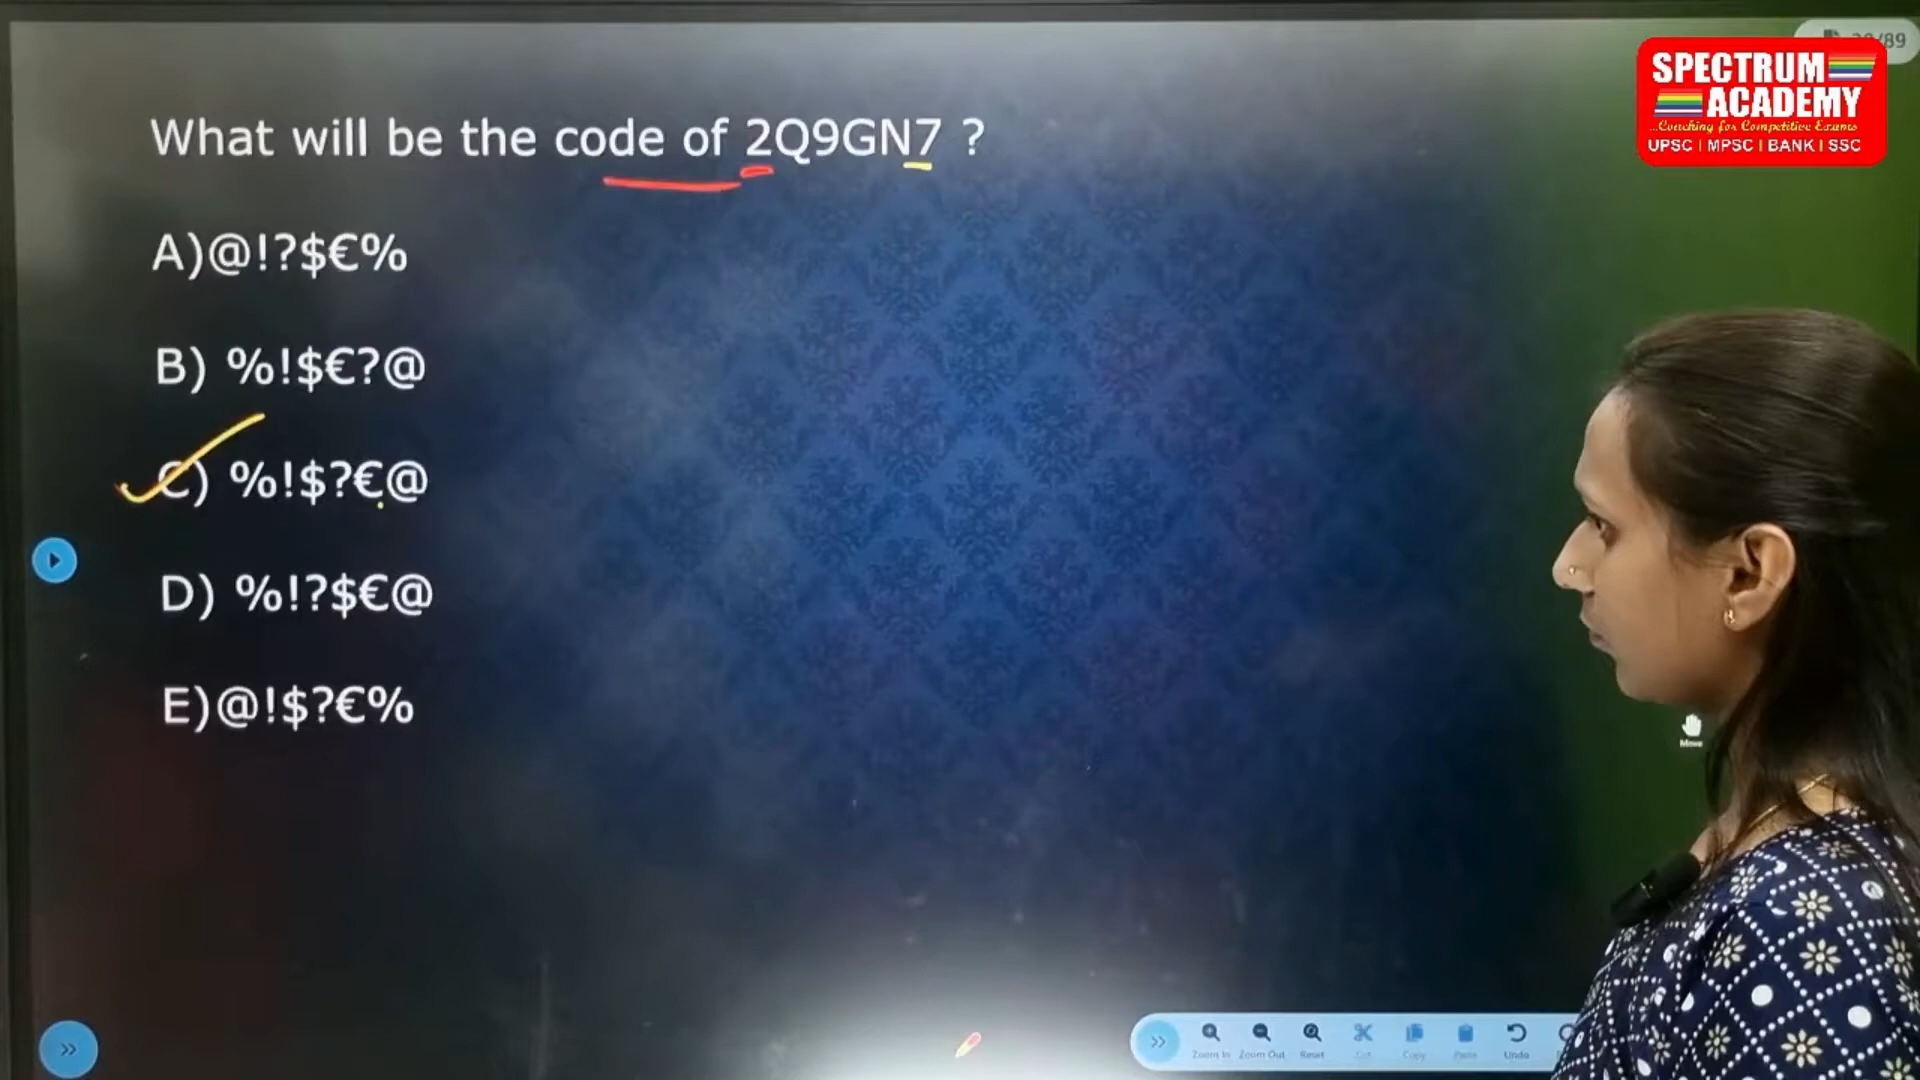 SPECTRUM
ACADEMY
...Coaching for Competitive Exams
UPSC | MPSC | BANK | SSC
What will be the code of 2Q9GN7 ?
A)@!?$€%
B) %!$€?@
C) %!$?€@
D) %!?$€@
E)@!$?€%
Move
Zoom In Zoom Out Reset Cut Copy Paste Undo